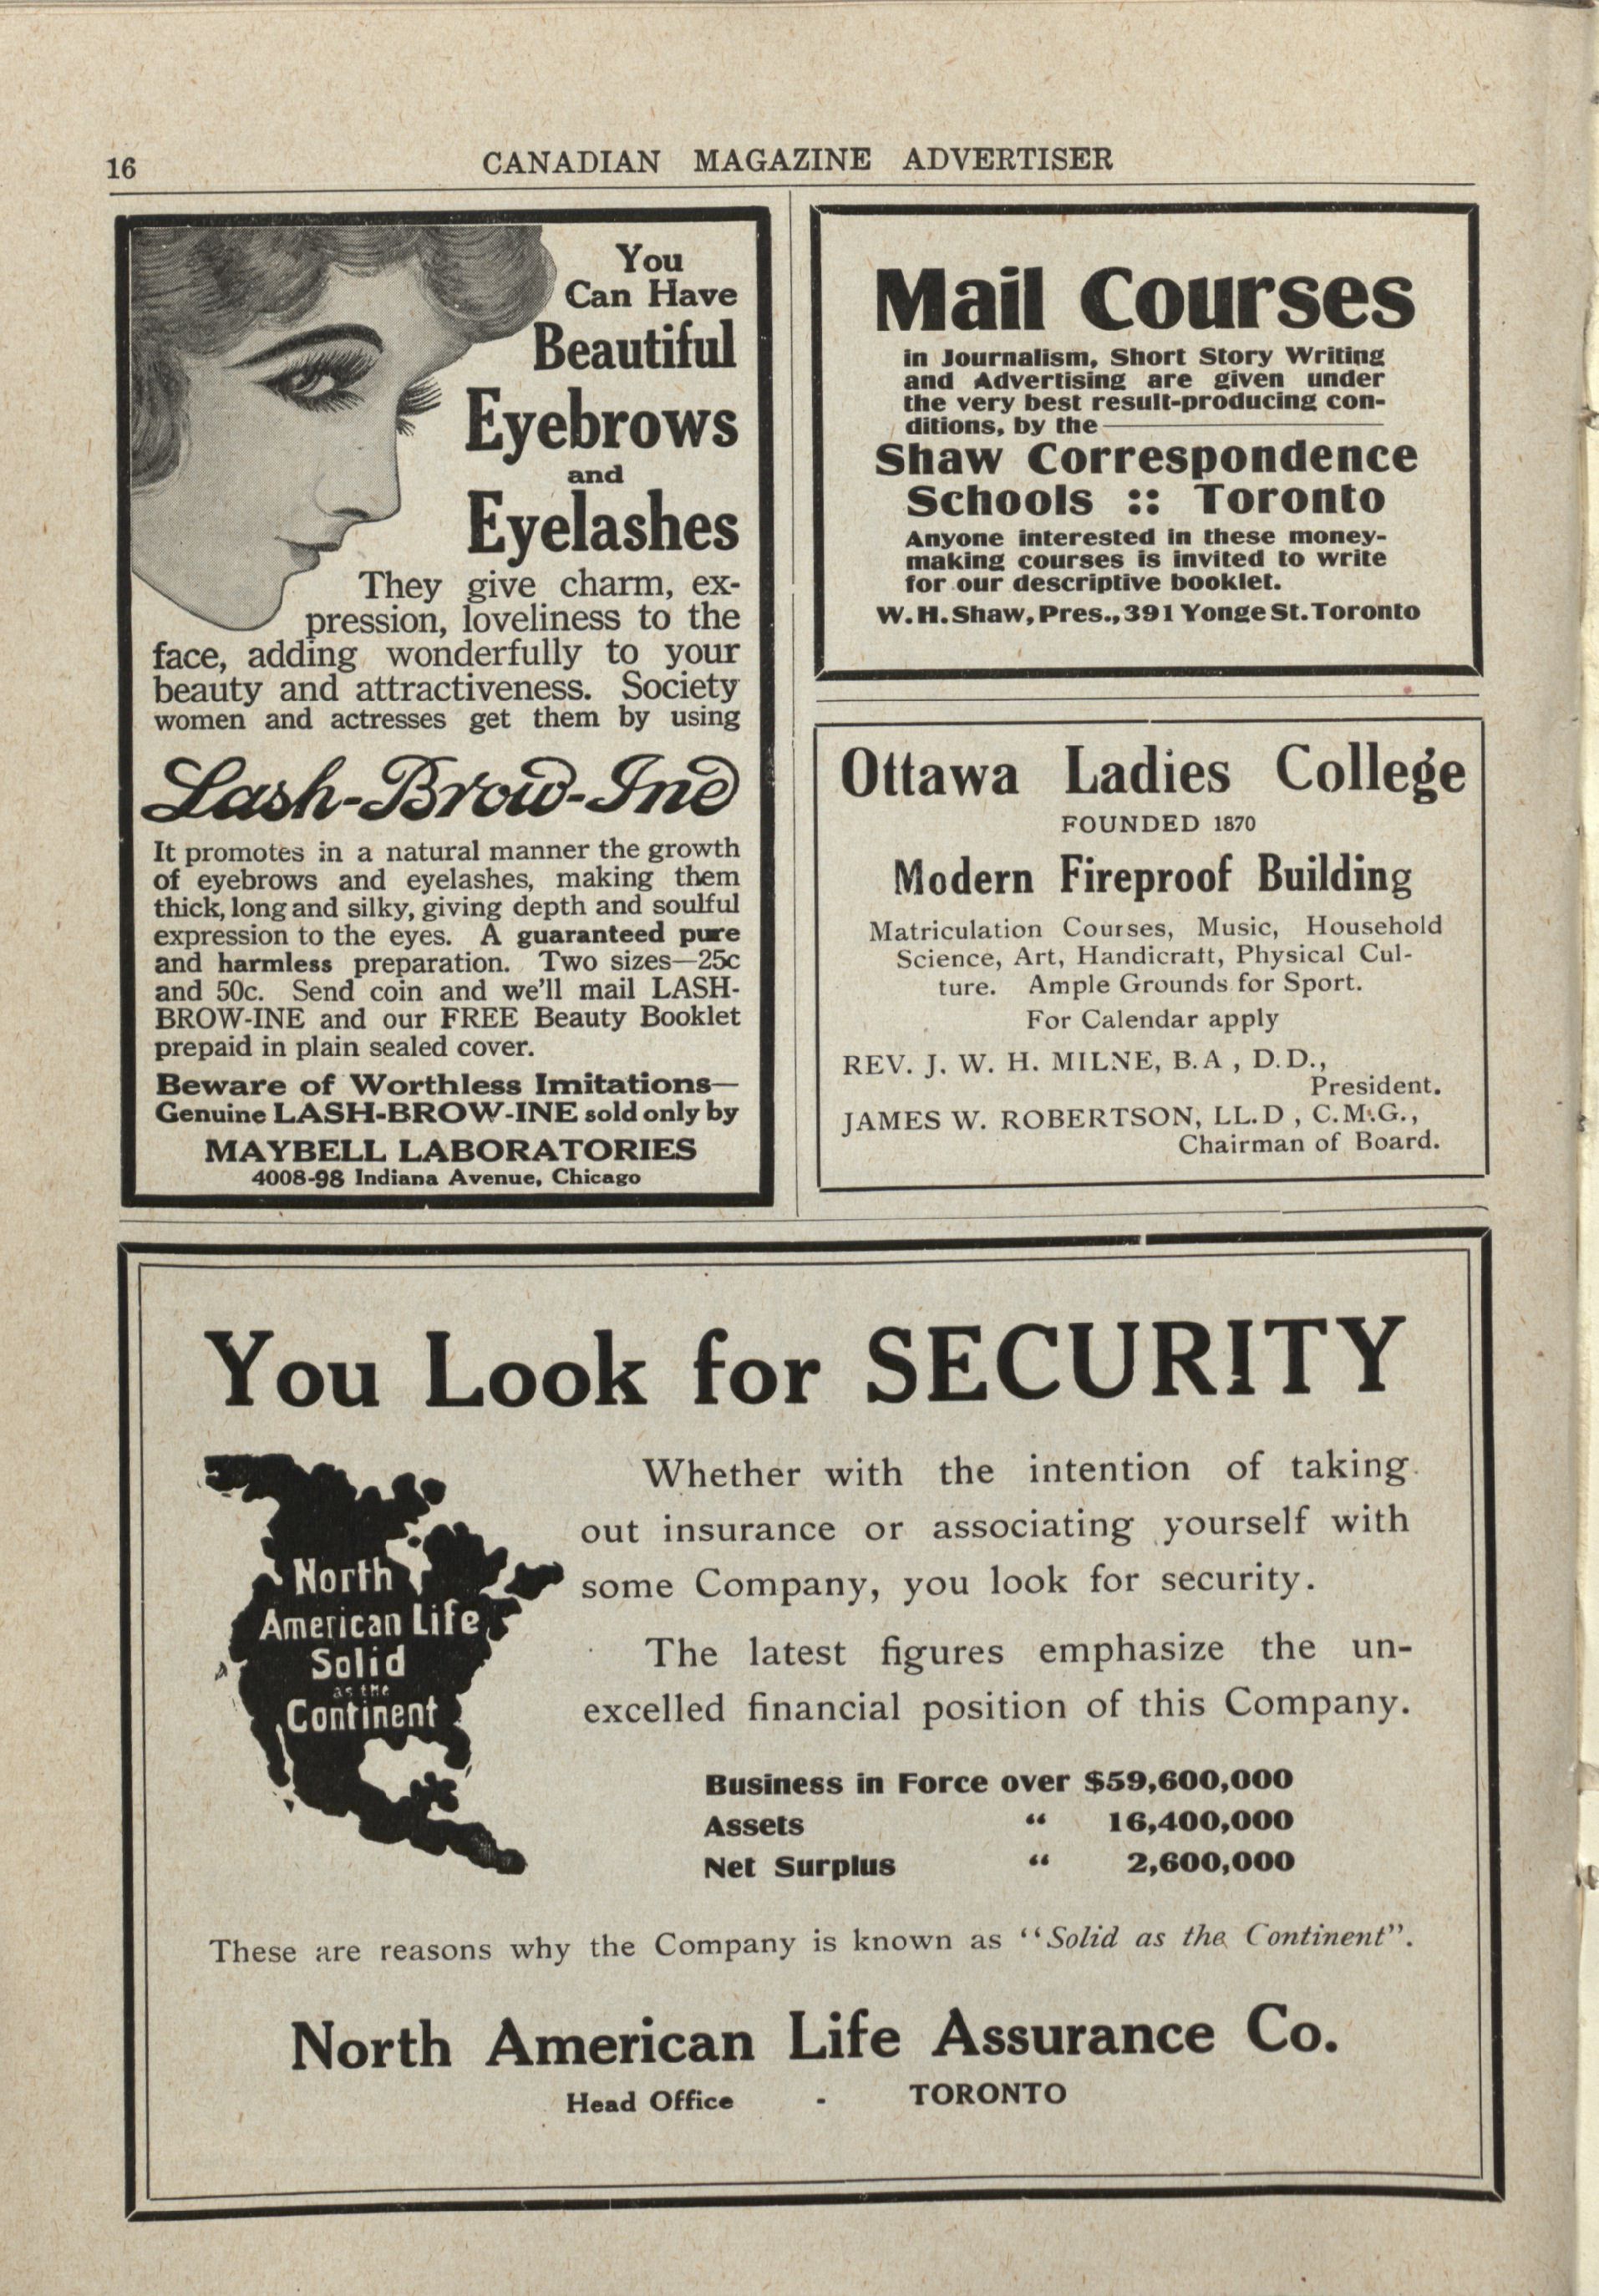 16
CANADIAN MAGAZINE ADVERTISER
You
Can Have
Beautiful
Eyebrows
and
Eyelashes
They give charm, ex-
pression, loveliness to the
face, adding wonderfully to your
beauty and attractiveness. Society
women and actresses get them by using
Lash-Brow-Ine
It promotes in a natural manner the growth
of eyebrows and eyelashes, making them
thick, long and silky, giving depth and soulful
expression to the eyes. A guaranteed pure
and harmless preparation. Two sizes—25c
and 50c. Send coin and we'll mail LASH-
BROW-INE and our FREE Beauty Booklet
prepaid in plain sealed cover.
Beware of Worthless Imitations—
Genuine LASH-BROW-INE sold only by
MAYBELL LABORATORIES
4008-98 Indiana Avenue, Chicago
Mail Courses
in Journalism, Short Story Writing
and Advertising are given under
the very best result-producing con-
ditions, by the
Shaw Correspondence
Schools :: Toronto
Anyone interested in these money-
making courses is invited to write
for our descriptive booklet.
W. H. Shaw, Pres., 391 Yonge St. Toronto
Ottawa Ladies College
FOUNDED 1870
Modern Fireproof Building
Matriculation Courses, Music, Household
Science, Art, Handicraft, Physical Cul-
ture. Ample Grounds for Sport.
For Calendar apply
REV. J. W. H. MILNE, B.A , D.D.,
President.
JAMES W. ROBERTSON, LL.D , C.M.G.,
Chairman of Board.
You Look for SECURITY
North
American Life
Solid
as the
Continent
Whether with the intention of taking
out insurance or associating yourself with
some Company, you look for security.
The latest figures emphasize the un-
excelled financial position of this Company.
Business in Force over $59,600,000
Assets “ 16,400,000
Net Surplus “ 2,600,000
These are reasons why the Company is known as “Solid as the Continent”.
North American Life Assurance Co.
Head Office - TORONTO